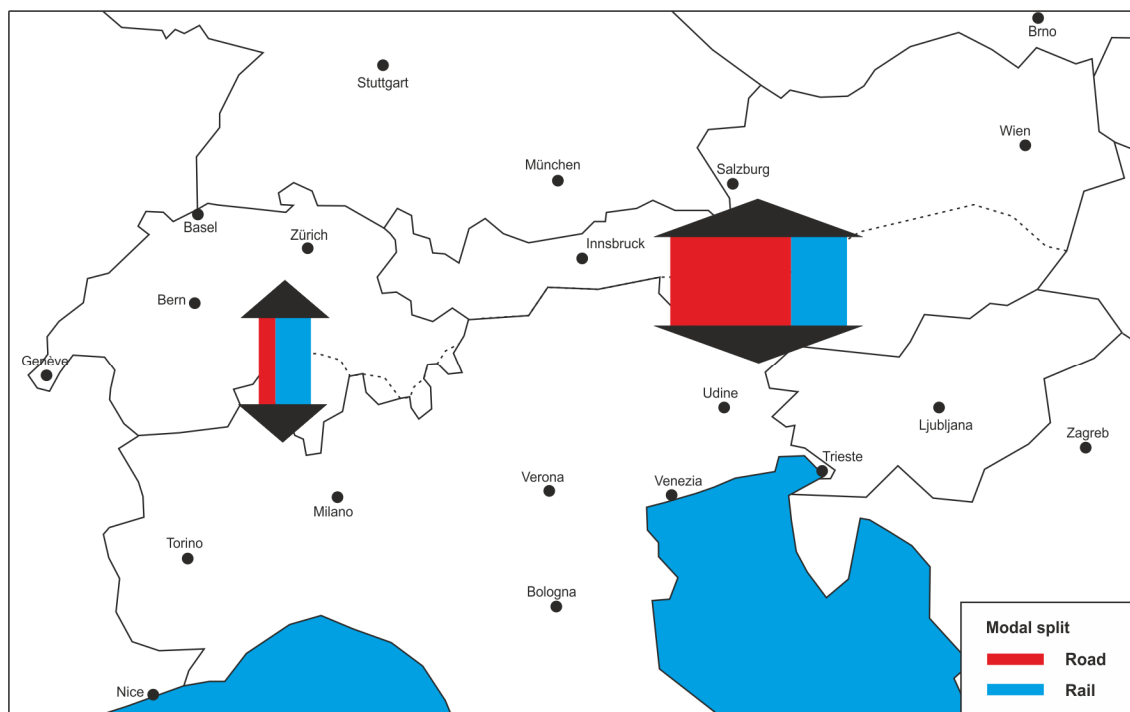 Brno
Stuttgart
Wien
München
Salzburg
Basel
Zürich
Innsbruck
Bern
Genève
Udine
Ljubljana
Zagreb
Trieste
Verona
Venezia
Milano
Torino
Bologna
Nice
Modal split
Road
Rail